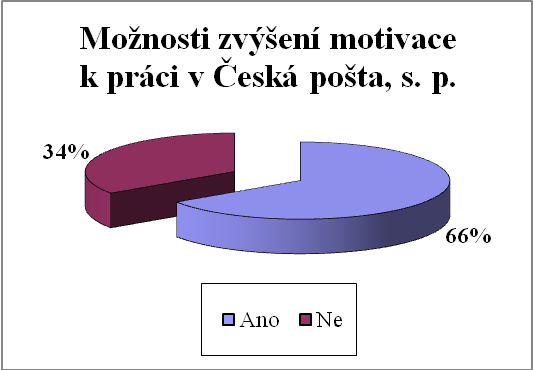 Možnosti zvýšení motivace
k práci v Česká pošta, s. p.
34%
66%
Ano Ne